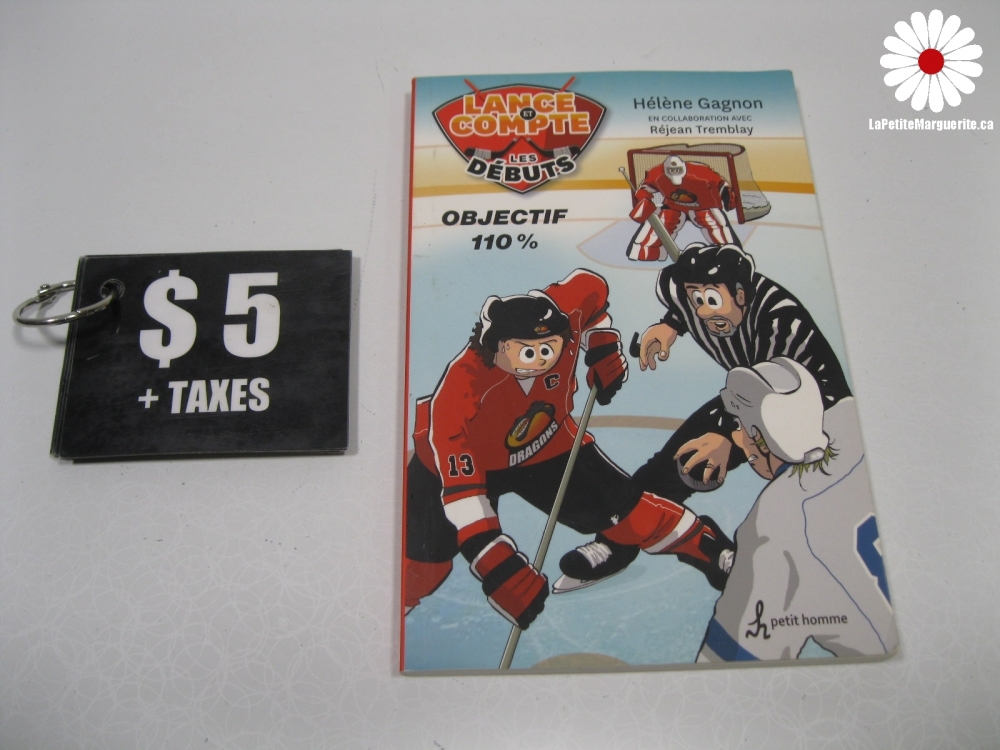 LaPetiteMarguerite.ca
LANCE
ET
COMPTE
LES
DÉBUTS
Hélène Gagnon
EN COLLABORATION AVEC
Réjean Tremblay
OBJECTIF
110 %
$ 5
+ TAXES
C
DRAGONS
13
petit homme